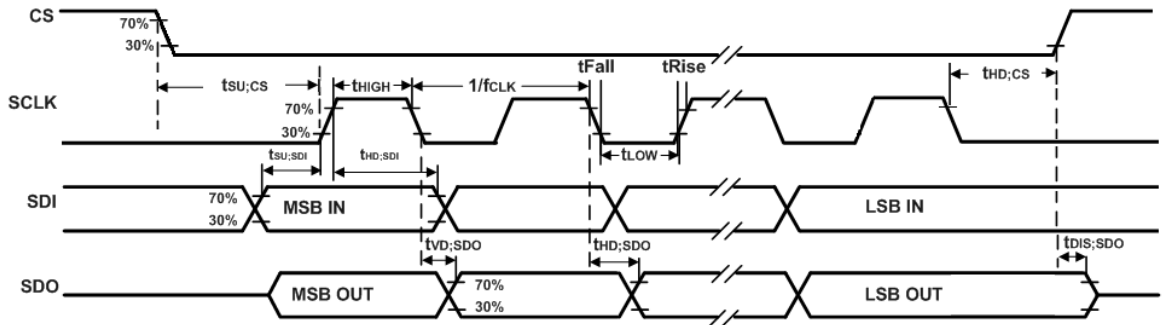 CS
70%
30%
tSU;CS
tHIGH
1/fCLK
tFall
tRise
tHD;CS
SCLK
70%
30%
tSU;SDI
tHD;SDI
tLOW
SDI
70%
30%
MSB IN
LSB IN
tVD;SDO
tHD;SDO
tDIS;SDO
SDO
MSB OUT
70%
30%
LSB OUT